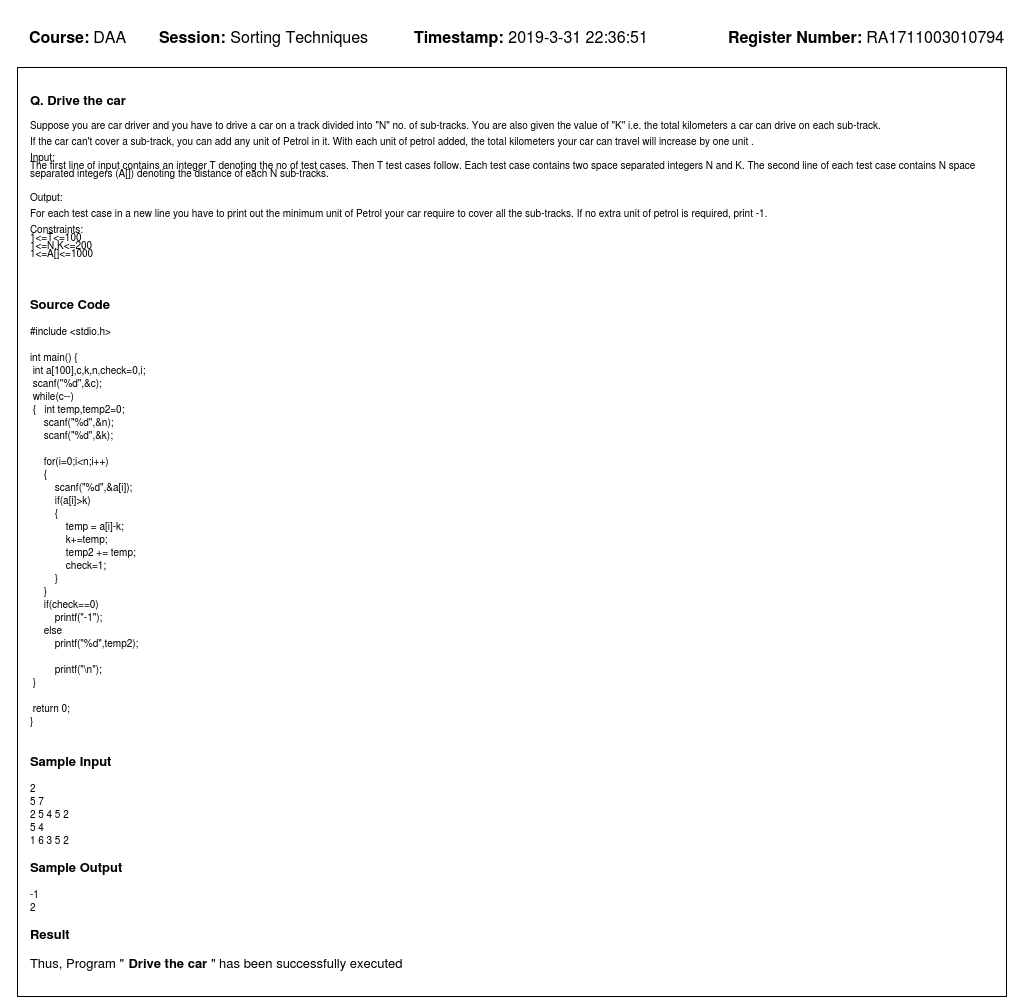 Course: DAA Session: Sorting Techniques Timestamp: 2019-3-31 22:36:51 Register Number: RA1711003010794
Q. Drive the car
Suppose you are car driver and you have to drive a car on a track divided into "N" no. of sub-tracks. You are also given the value of "K" i.e. the total kilometers a car can drive on each sub-track.
If the car can't cover a sub-track, you can add any unit of Petrol in it. With each unit of petrol added, the total kilometers your car can travel will increase by one unit .
Input:
The first line of input contains an integer T denoting the no of test cases. Then T test cases follow. Each test case contains two space separated integers N and K. The second line of each test case contains N space
separated integers (A[]) denoting the distance of each N sub-tracks.
Output:
For each test case in a new line you have to print out the minimum unit of Petrol your car require to cover all the sub-tracks. If no extra unit of petrol is required, print -1.
Constraints:
1<=T<=100
1<=N,K<=200
1<=A[]<=1000
Source Code
#include <stdio.h>
int main() {
int a[100],c,k,n,check=0,i;
scanf("%d",&c);
while(c--)
{   int temp,temp2=0;
scanf("%d",&n);
scanf("%d",&k);
for(i=0;i<n;i++)
{
scanf("%d",&a[i]);
if(a[i]>k)
{
temp = a[i]-k;
k+=temp;
temp2 += temp;
check=1;
}
}
if(check==0)
printf("-1");
else
printf("%d",temp2);
printf("\n");
}
return 0;
}
Sample Input
2
5 7
2 5 4 5 2
5 4
1 6 3 5 2
Sample Output
-1
2
Result
Thus, Program " Drive the car " has been successfully executed